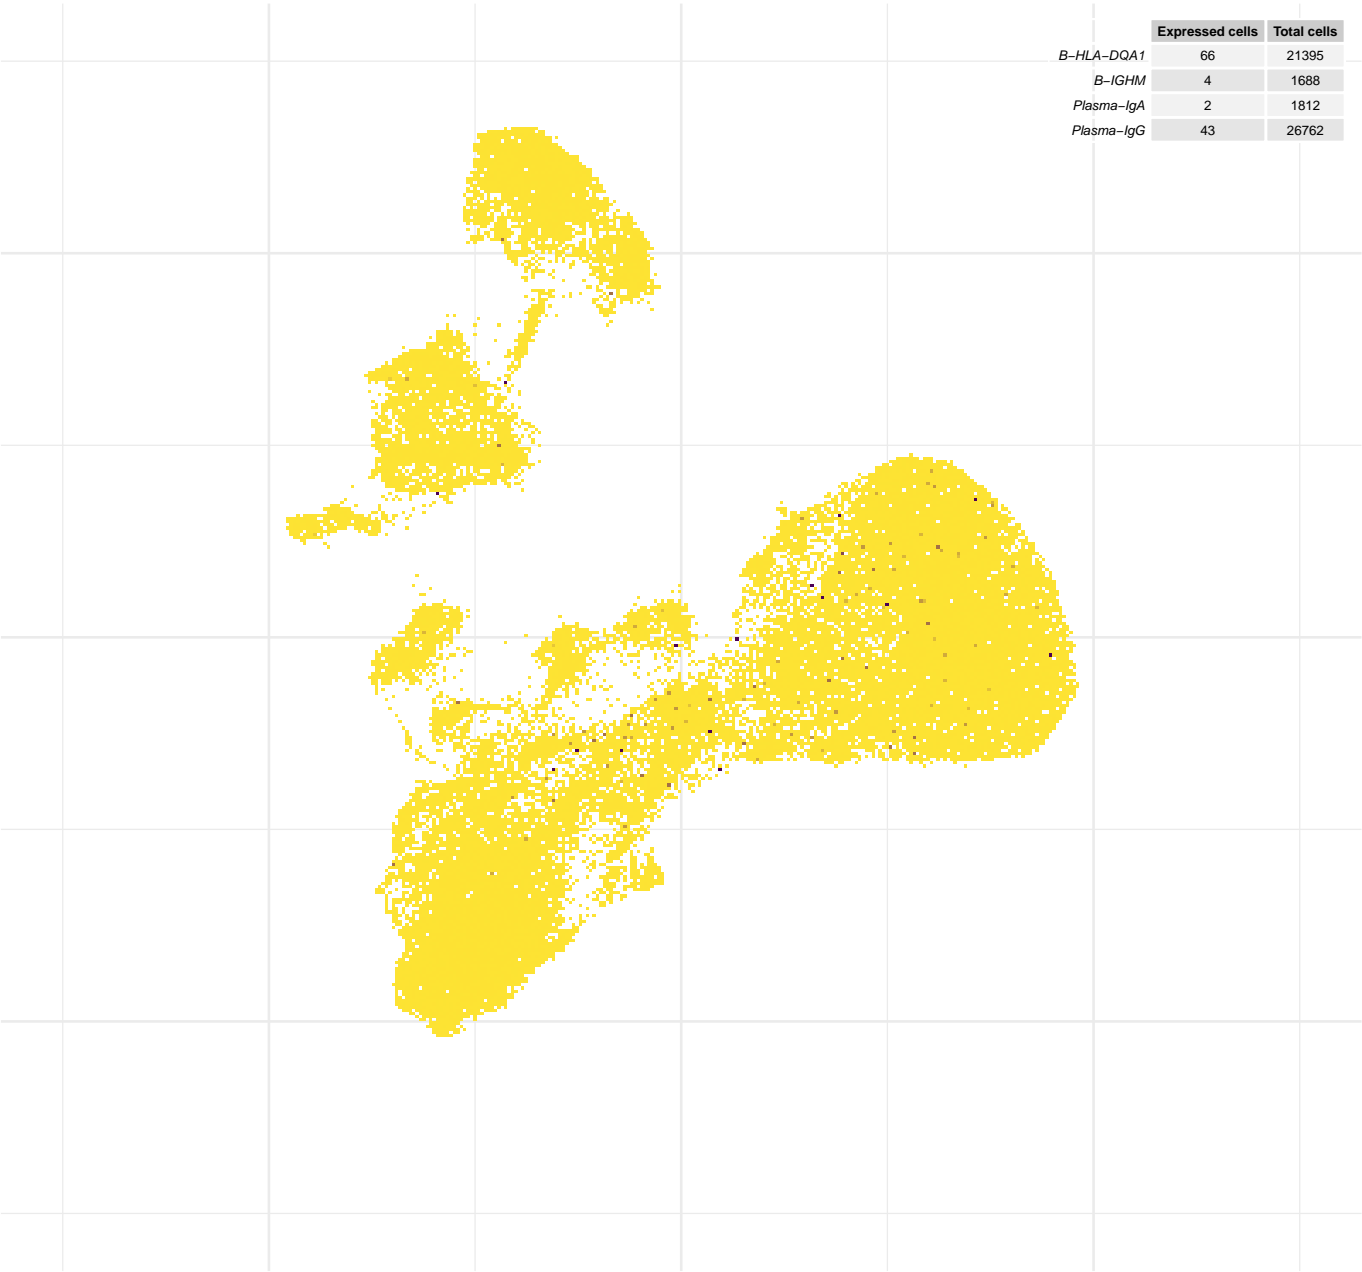 Expressed cells Total cells
B−HLA−DQA1 66 21395
B−IGHM 4 1688
Plasma−IgA 2 1812
Plasma−IgG 43 26762